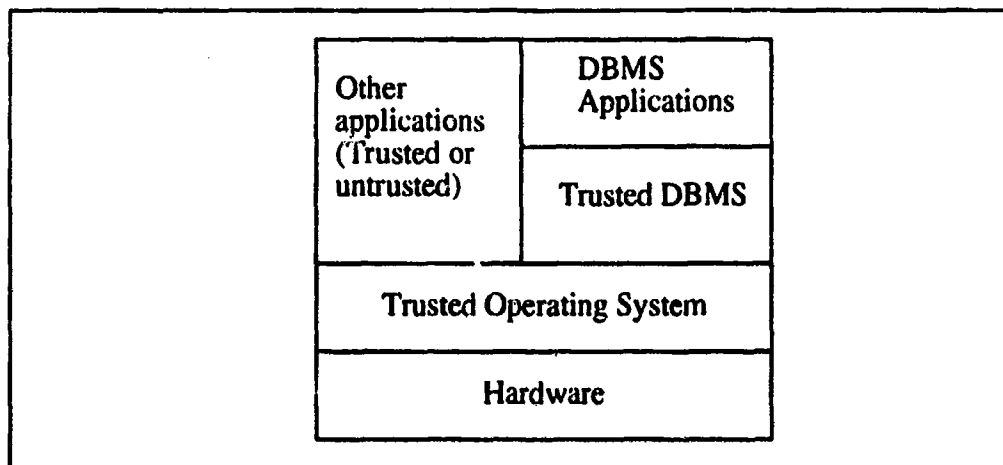 Other
applications
(Trusted or
untrusted)
DBMS
Applications
Trusted DBMS
Trusted Operating System
Hardware